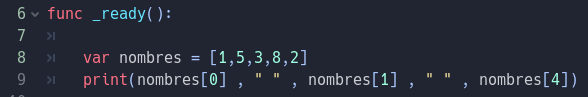 6 func _ready():
7
8 var nombres = [1,5,3,8,2]
9 print(nombres[0] , " " , nombres[1] , " " , nombres[4])